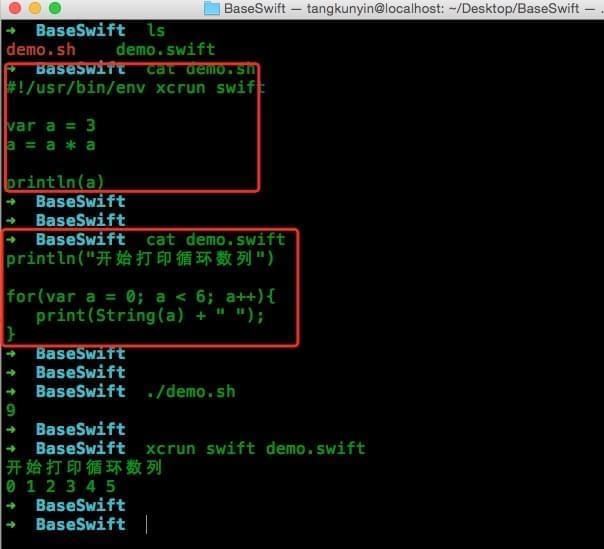 BaseSwift — tangkunyin@localhost: ~/Desktop/BaseSwift — .
➜ BaseSwift ls
demo.sh demo.swift
➜ BaseSwift cat demo.sh
#!/usr/bin/env xcrun swift
var a = 3
a = a * a
println(a)
➜ BaseSwift
➜ BaseSwift
➜ BaseSwift cat demo.swift
println("开始打印循环数列")
for(var a = 0; a < 6; a++){
print(String(a) + " ");
}
➜ BaseSwift
➜ BaseSwift
➜ BaseSwift ./demo.sh
9
➜ BaseSwift
➜ BaseSwift xcrun swift demo.swift
开始打印循环数列
0 1 2 3 4 5
➜ BaseSwift
➜ BaseSwift